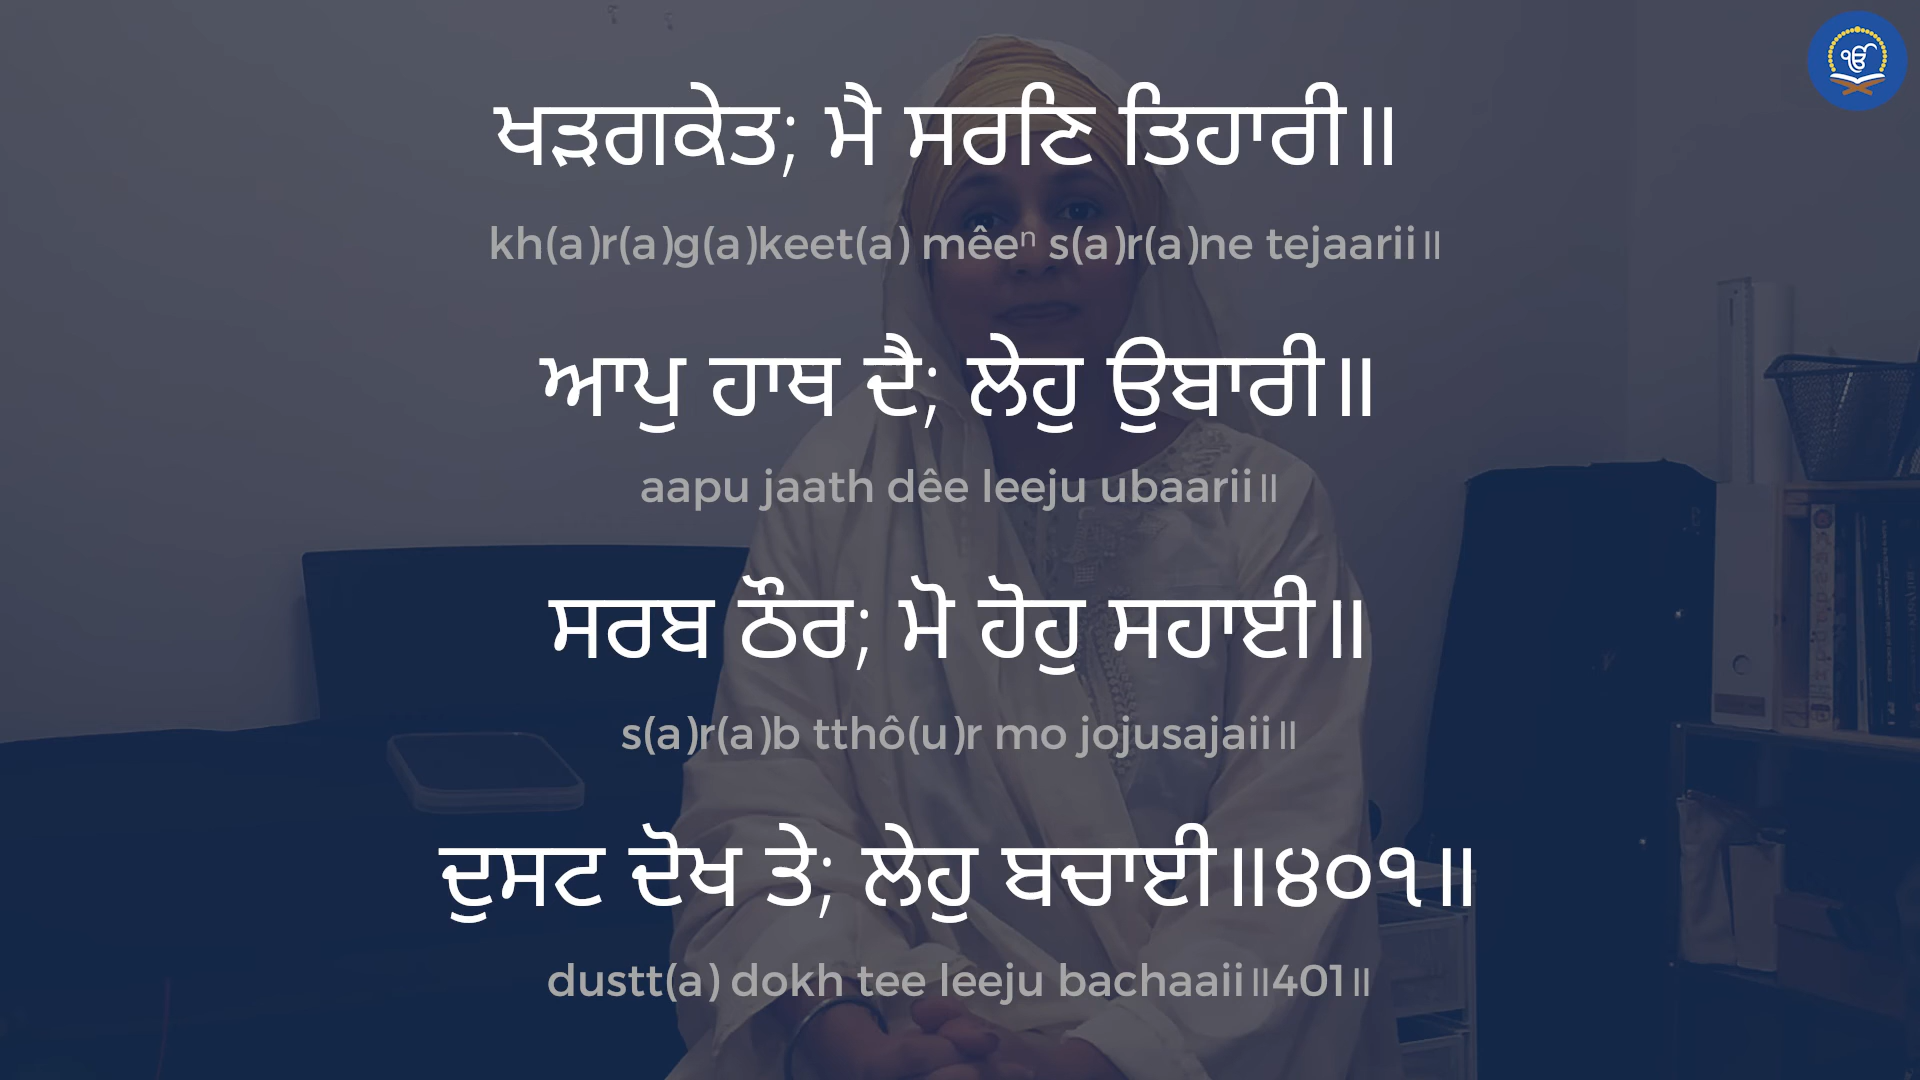 ਖੜਗਕੇਤ; ਮੈ ਸਰਣਿ ਤਿਹਾਰੀ॥
kh(a)r(a)g(a)keet(a) mêeⁿ s(a)r(a)ne tejaarii॥
ਆਪੁ ਹਾਥ ਦੈ; ਲੇਹੁ ਉਬਾਰੀ॥
aapu jaath dêe leeju ubaarii॥
ਸਰਬ ਠੌਰ; ਮੋ ਹੋਹੁ ਸਹਾਈ॥
s(a)r(a)b tthô(u)r mo jojusajaii॥
ਦੁਸਟ ਦੋਖ ਤੇ; ਲੇਹੁ ਬਚਾਈ॥੪੦੧॥
dustt(a) dokh tee leeju bachaaii॥401॥
ੴ